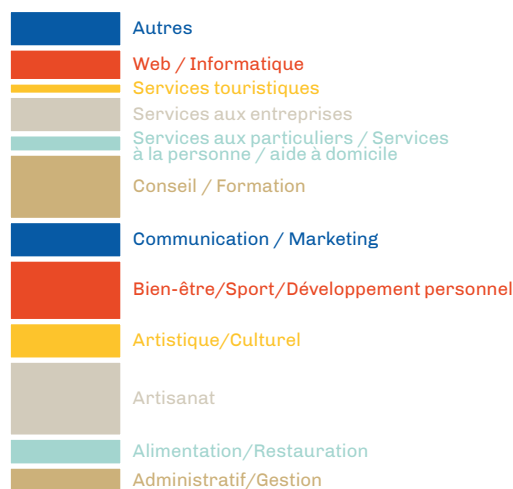 Autres
Web / Informatique
Services touristiques
Services aux entreprises
Services aux particuliers / Services
à la personne / aide à domicile
Conseil / Formation
Communication / Marketing
Bien-être/Sport/Développement personnel
Artistique/Culturel
Artisanat
Alimentation/Restauration
Administratif/Gestion